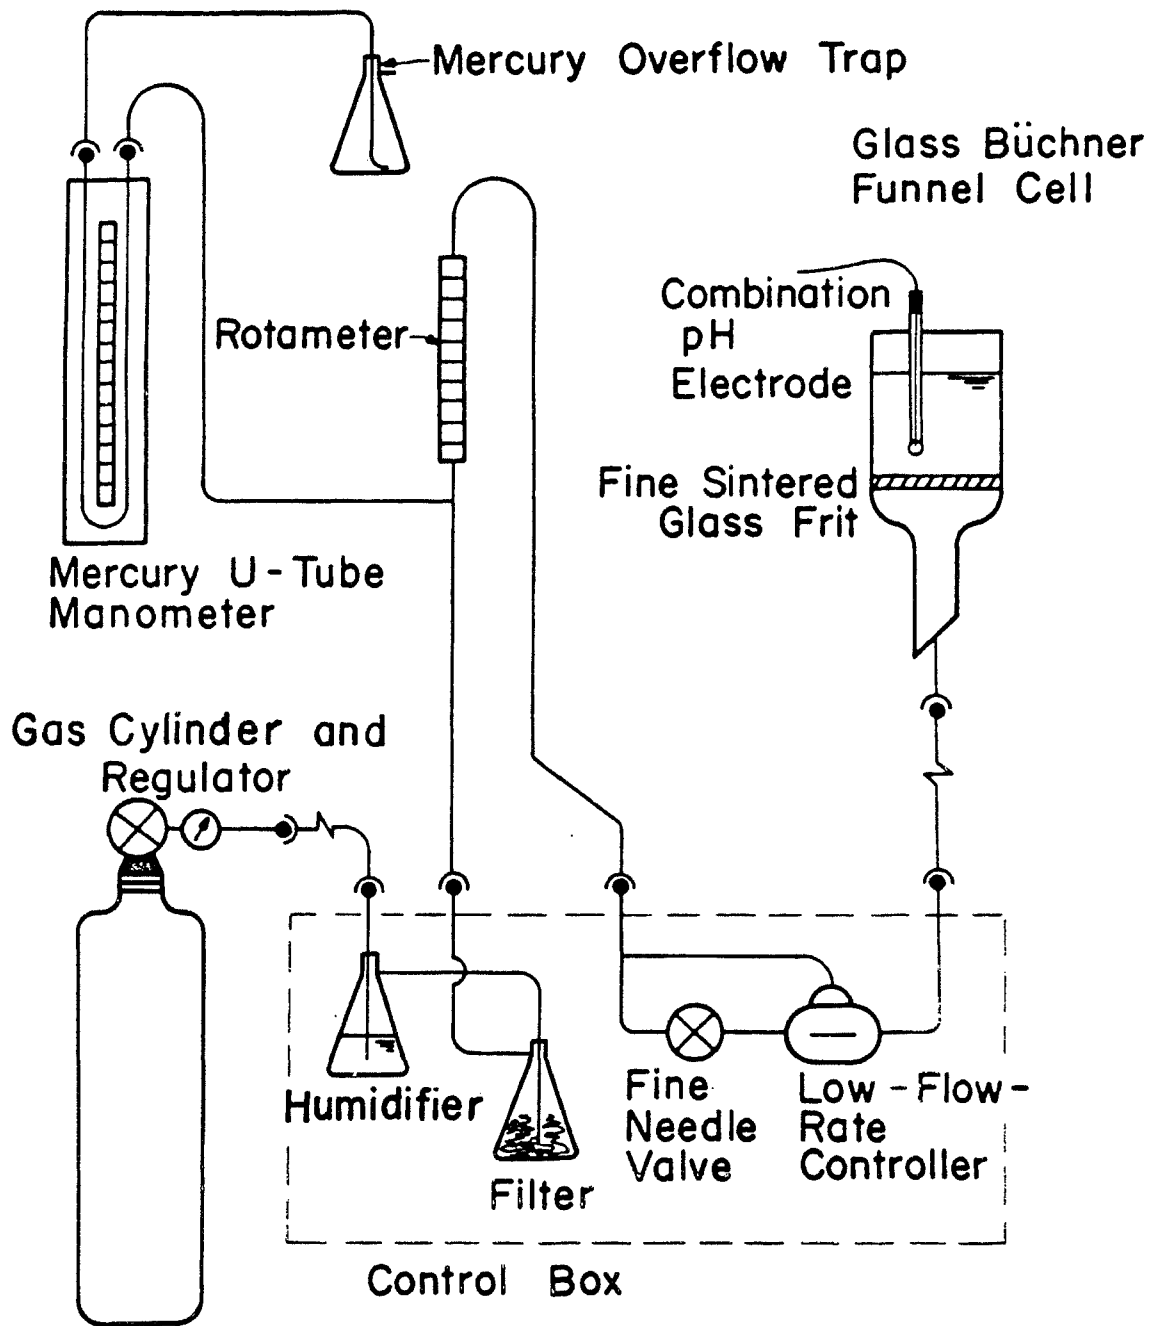 Mercury Overflow Trap
Glass Büchner
Funnel Cell
Combination
pH
Electrode
Rotameter
Fine Sintered
Glass Frit
Mercury U-Tube
Manometer
Gas Cylinder and
Regulator
Humidifier
Filter
Fine
Needle
Valve
Low-Flow-
Rate
Controller
Control Box